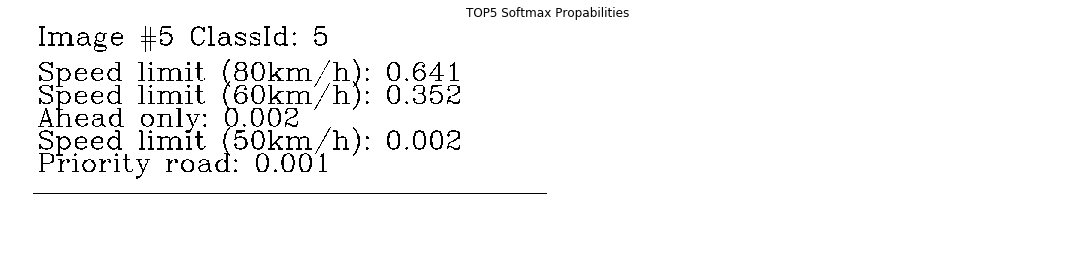 TOP5 Softmax Propabilities
Image #5 ClassId: 5
Speed limit (80km/h): 0.641
Speed limit (60km/h): 0.352
Ahead only: 0.002
Speed limit (50km/h): 0.002
Priority road: 0.001